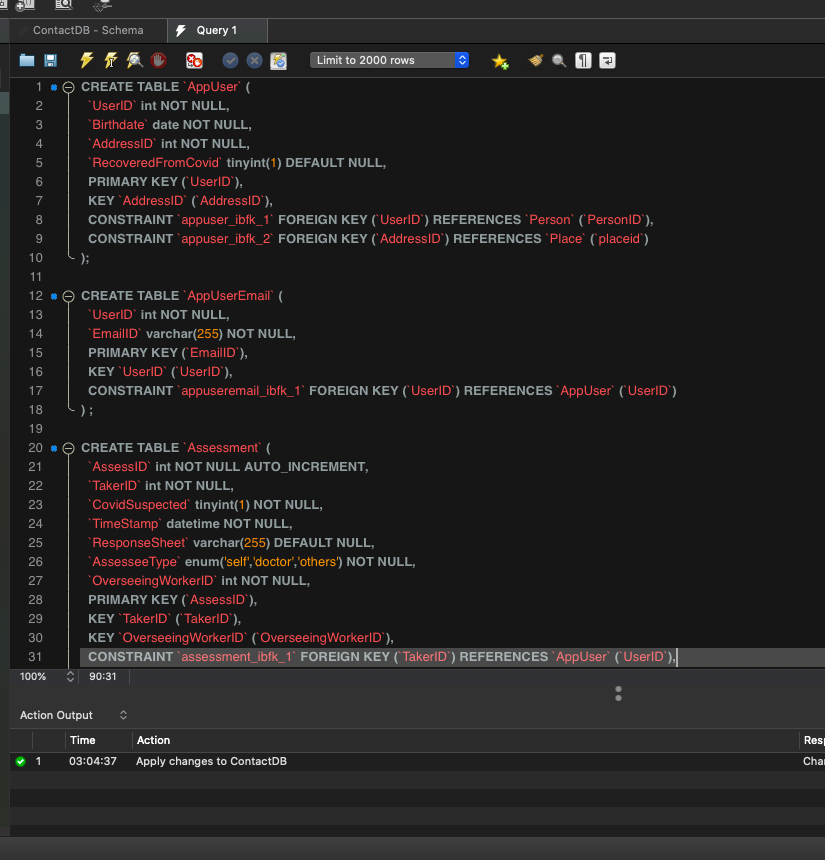 ContactDB - Schema
Query 1
Limit to 2000 rows
1 CREATE TABLE `AppUser` (
2 `UserID` int NOT NULL,
3 `Birthdate` date NOT NULL,
4 `AddressID` int NOT NULL,
5 `RecoveredFromCovid` tinyint(1) DEFAULT NULL,
6 PRIMARY KEY (`UserID`),
7 KEY `AddressID` (`AddressID`),
8 CONSTRAINT `appuser_ibfk_1` FOREIGN KEY (`UserID`) REFERENCES `Person` (`PersonID`),
9 CONSTRAINT `appuser_ibfk_2` FOREIGN KEY (`AddressID`) REFERENCES `Place` (`placeid`)
10 );
11
12 CREATE TABLE `AppUserEmail` (
13 `UserID` int NOT NULL,
14 `EmailID` varchar(255) NOT NULL,
15 PRIMARY KEY (`EmailID`),
16 KEY `UserID` (`UserID`),
17 CONSTRAINT `appuseremail_ibfk_1` FOREIGN KEY (`UserID`) REFERENCES `AppUser` (`UserID`)
18 ) ;
19
20 CREATE TABLE `Assessment` (
21 `AssessID` int NOT NULL AUTO_INCREMENT,
22 `TakerID` int NOT NULL,
23 `CovidSuspected` tinyint(1) NOT NULL,
24 `TimeStamp` datetime NOT NULL,
25 `ResponseSheet` varchar(255) DEFAULT NULL,
26 `AssesseeType` enum('self','doctor','others') NOT NULL,
27 `OverseeingWorkerID` int NOT NULL,
28 PRIMARY KEY (`AssessID`),
29 KEY `TakerID` (`TakerID`),
30 KEY `OverseeingWorkerID` (`OverseeingWorkerID`),
31 CONSTRAINT `assessment_ibfk_1` FOREIGN KEY (`TakerID`) REFERENCES `AppUser` (`UserID`),
100% 90:31
Action Output
Time Action Resp
1 03:04:37 Apply changes to ContactDB Chan